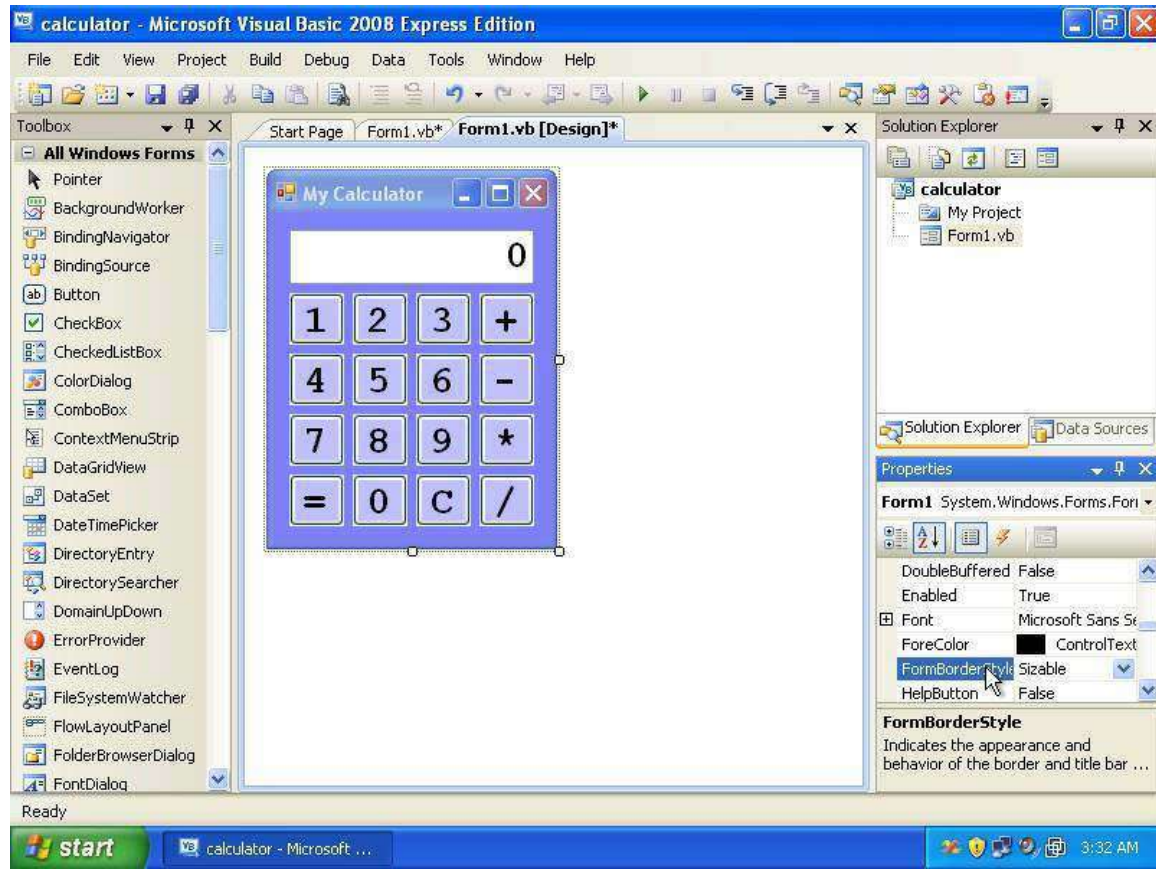 calculator - Microsoft Visual Basic 2008 Express Edition
File Edit View Project Build Debug Data Tools Window Help
Toolbox
Start Page Form1.vb* Form1.vb [Design]*
Solution Explorer
All Windows Forms
Pointer
BackgroundWorker
BindingNavigator
BindingSource
ab Button
CheckBox
CheckedListBox
ColorDialog
ComboBox
ContextMenuStrip
DataGridView
DataSet
DateTimePicker
DirectoryEntry
DirectorySearcher
DomainUpDown
ErrorProvider
EventLog
FileSystemWatcher
FlowLayoutPanel
FolderBrowserDialog
FontDialog
My Calculator
0
1 2 3 +
4 5 6 -
7 8 9 *
= 0 C /
calculator
My Project
Form1.vb
Solution Explorer Data Sources
Properties
Form1 System.Windows.Forms.Forr
DoubleBuffered False
Enabled True
Font Microsoft Sans Se
ForeColor ControlText
FormBorderStyle Sizable
HelpButton False
FormBorderStyle
Indicates the appearance and
behavior of the border and title bar ...
Ready
start calculator - Microsoft ... 3:32 AM